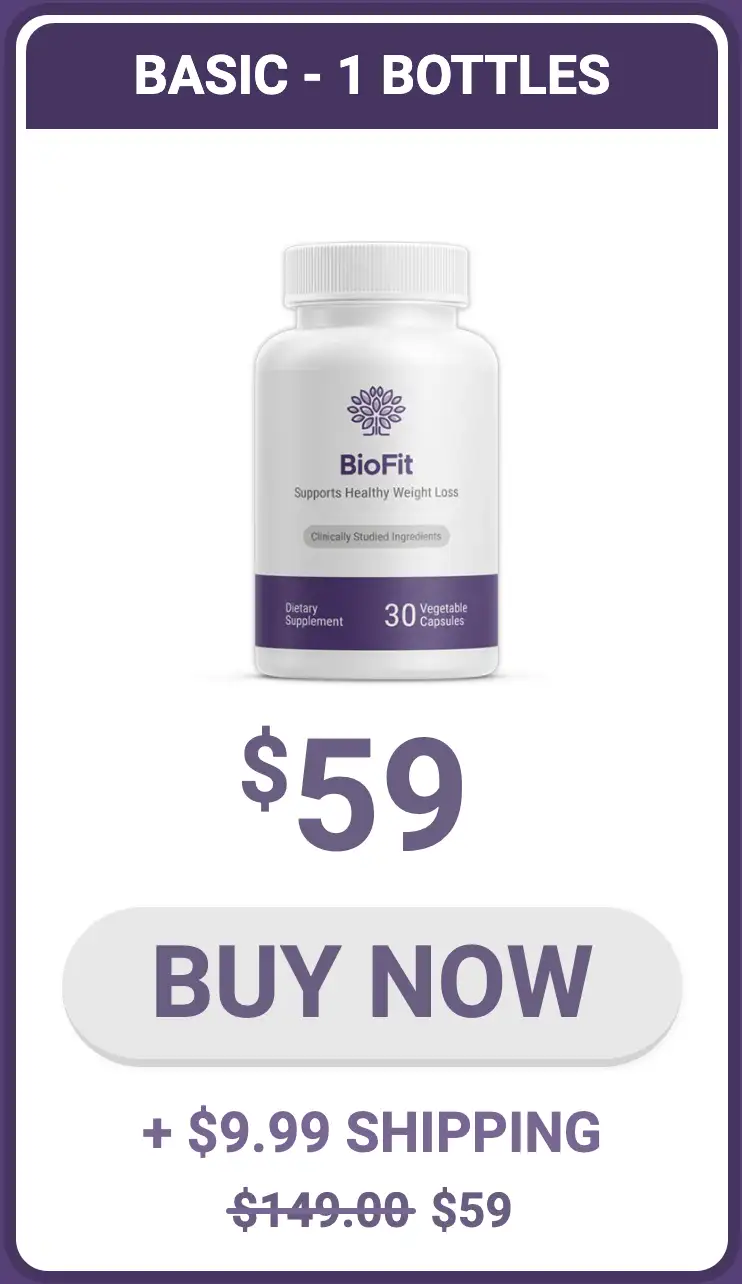 BASIC - 1 BOTTLES
BioFit
Supports Healthy Weight Loss
Clinically Studied Ingredients
Dietary
Supplement
30 Vegetable
Capsules
$59
BUY NOW
+ $9.99 SHIPPING
$149.00 $59